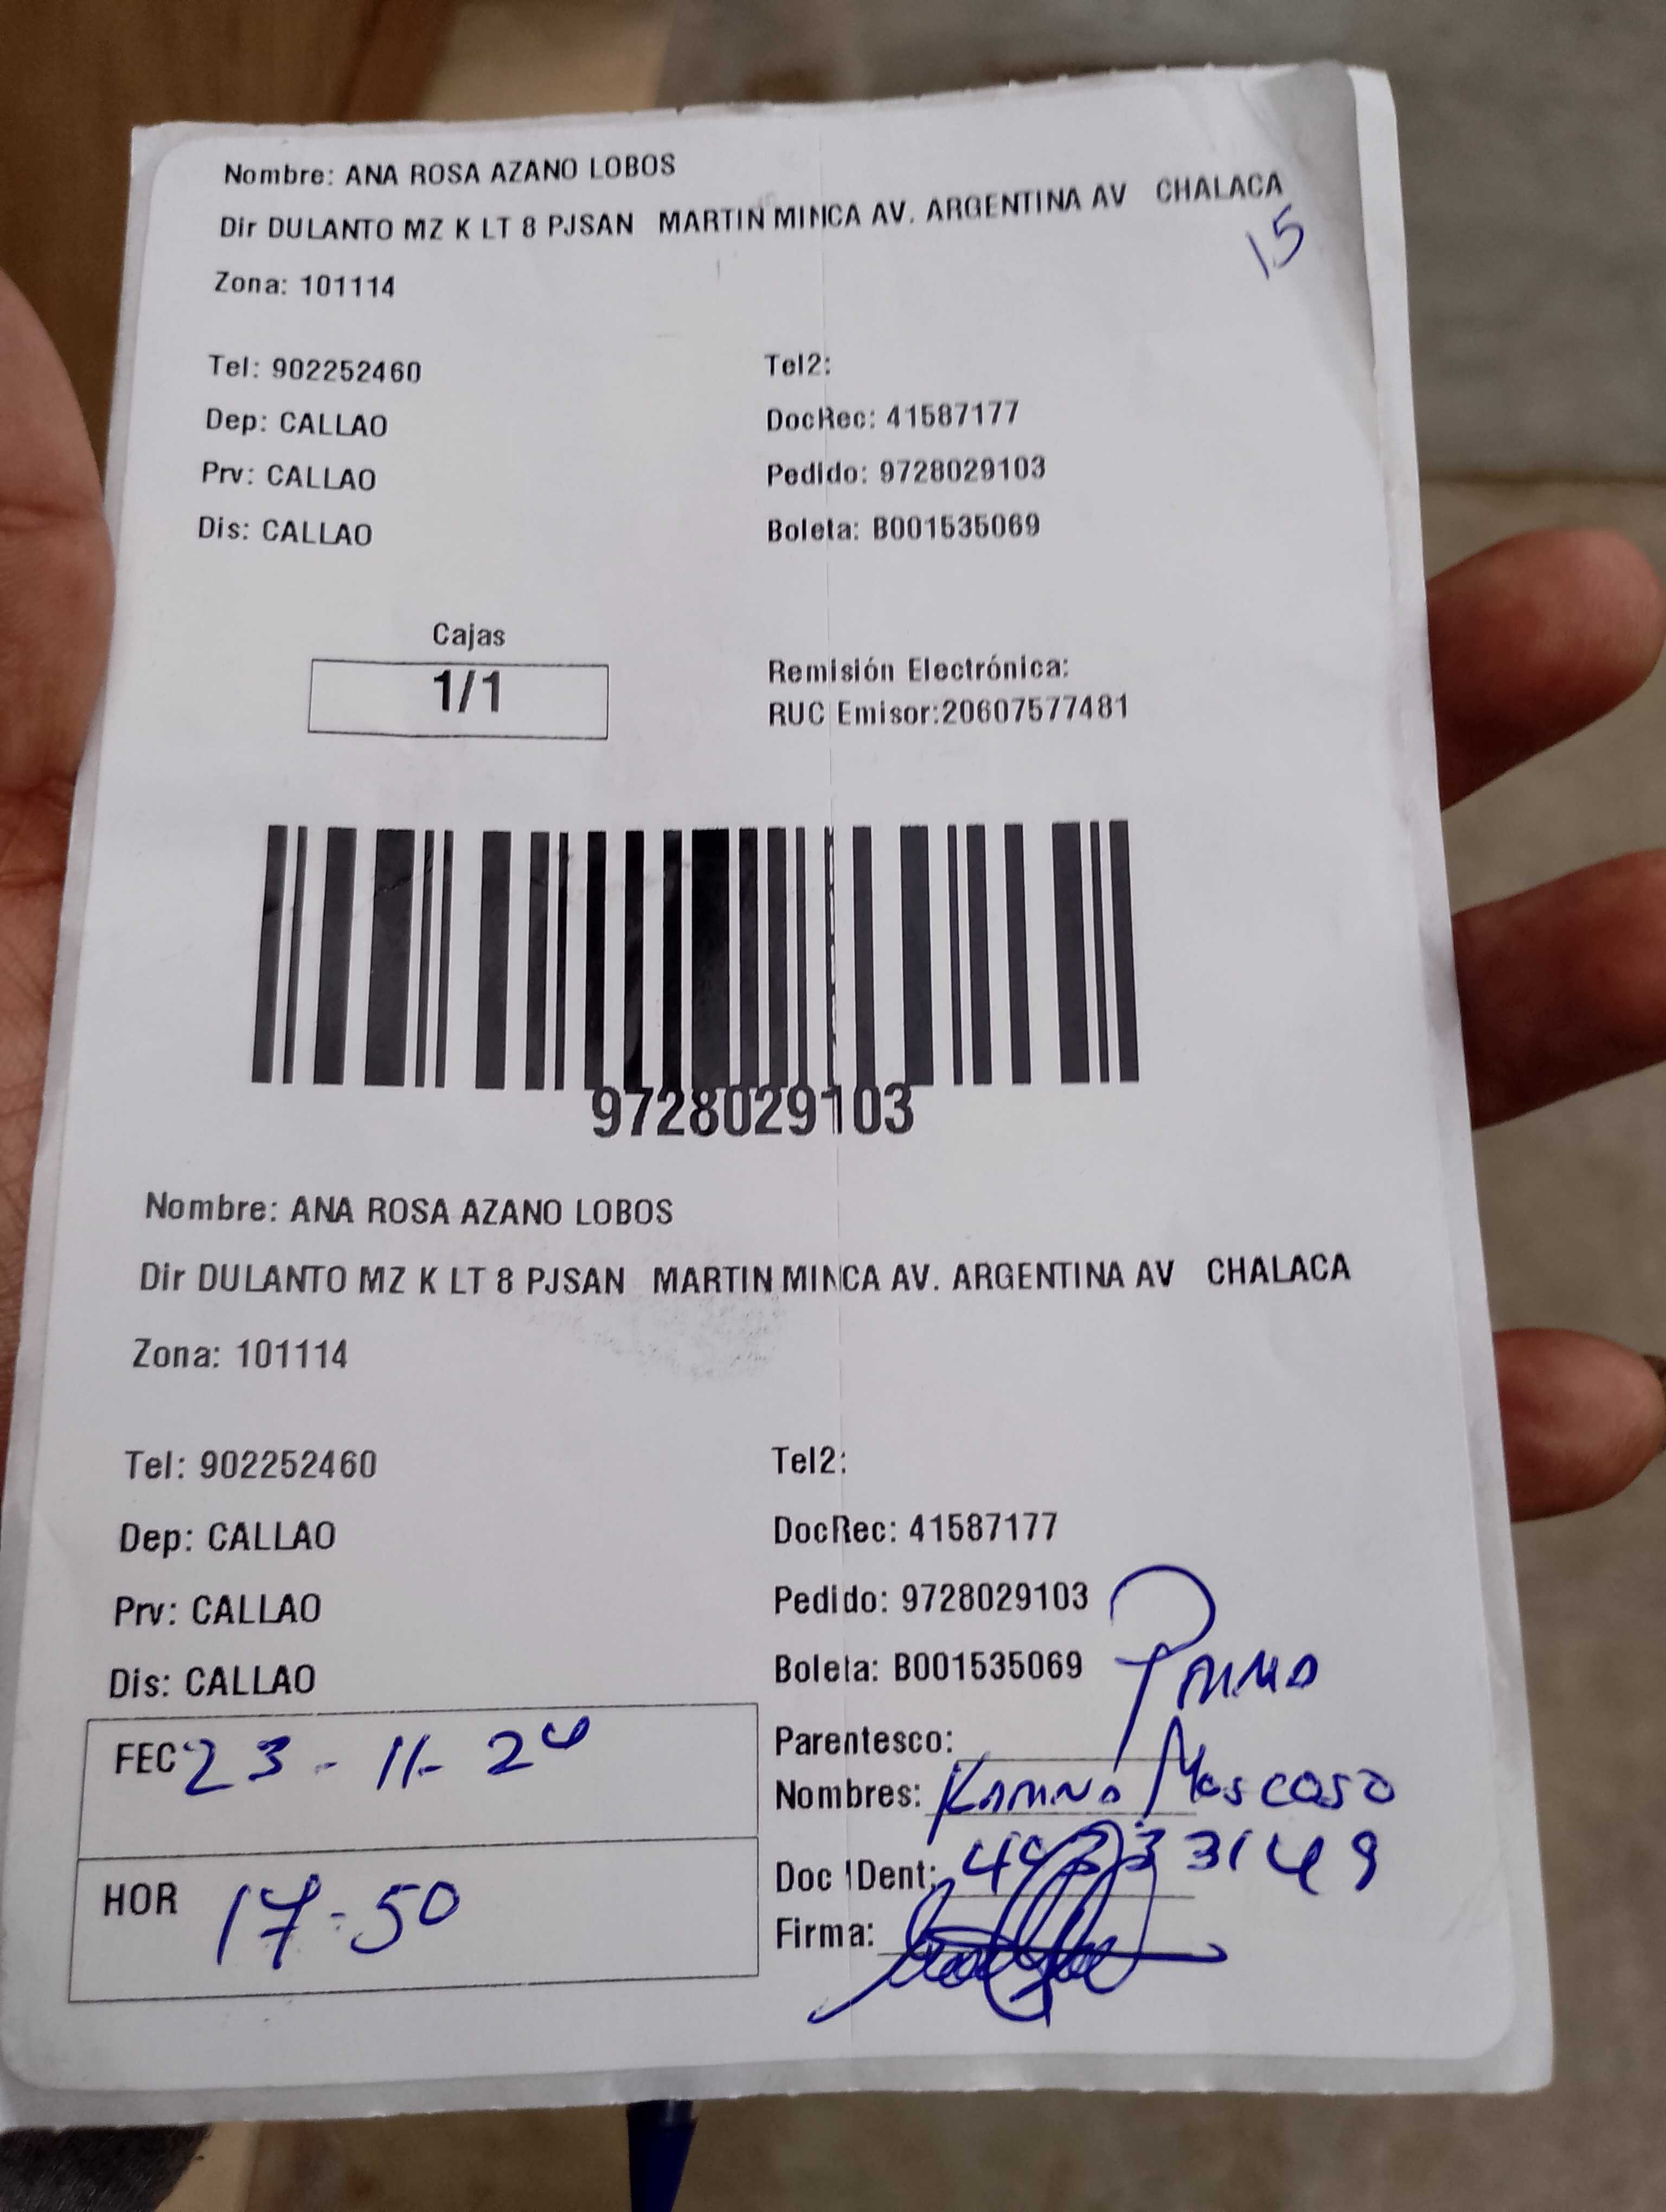 Nombre: ANA ROSA AZANO LOBOS
Dir DULANTO MZ K LT 8 PJSAN MARTIN MINCA AV. ARGENTINA AV CHALACA
15
Zona: 101114
Tel: 902252460 Tel2:
Dep: CALLAO DocRec: 41587177
Prv: CALLAO Pedido: 9728029103
Dis: CALLAO Boleta: B001535069
Cajas
1/1
Remisión Electrónica:
RUC Emisor:20607577481
9728029103
Nombre: ANA ROSA AZANO LOBOS
Dir DULANTO MZ K LT 8 PJSAN MARTIN MINCA AV. ARGENTINA AV CHALACA
Zona: 101114
Tel: 902252460 Tel2:
Dep: CALLAO DocRec: 41587177
Prv: CALLAO Pedido: 9728029103
Dis: CALLAO Boleta: B001535069
FEC 23-11-24
HOR 17-50
Parentesco:
Nombres: Moscoso
Doc IDent:
Firma: